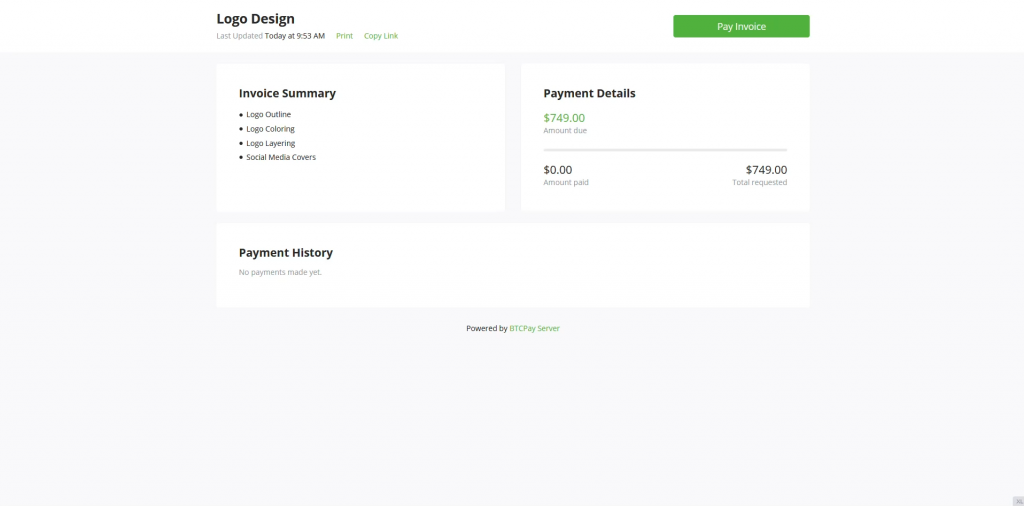 Logo Design
Last Updated Today at 9:53 AM Print Copy Link
Pay Invoice
Invoice Summary
● Logo Outline
● Logo Coloring
● Logo Layering
● Social Media Covers
Payment Details
$749.00
Amount due
$0.00 $749.00
Amount paid Total requested
Payment History
No payments made yet.
Powered by BTCPay Server